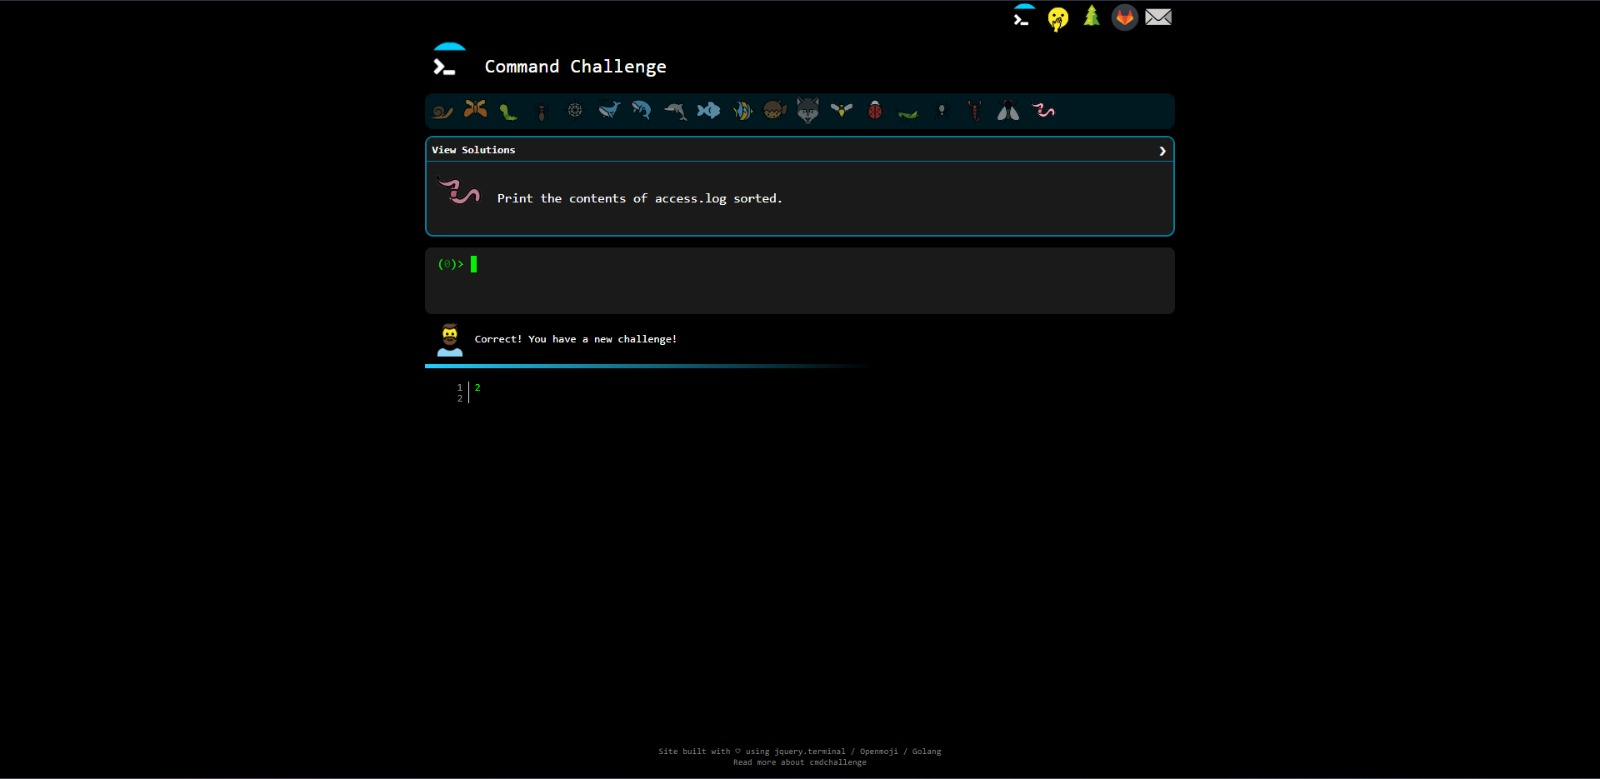 Command Challenge
View Solutions
Print the contents of access.log sorted.
(0)>
Correct! You have a new challenge!
1 2
2
Site built with ♡ using jquery.terminal / Openmoji / Golang
Read more about cmdchallenge